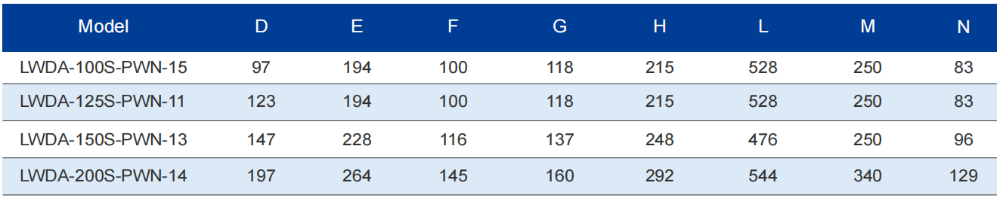 Model D E F G H L M N
LWDA-100S-PWN-15 97 194 100 118 215 528 250 83
LWDA-125S-PWN-11 123 194 100 118 215 528 250 83
LWDA-150S-PWN-13 147 228 116 137 248 476 250 96
LWDA-200S-PWN-14 197 264 145 160 292 544 340 129